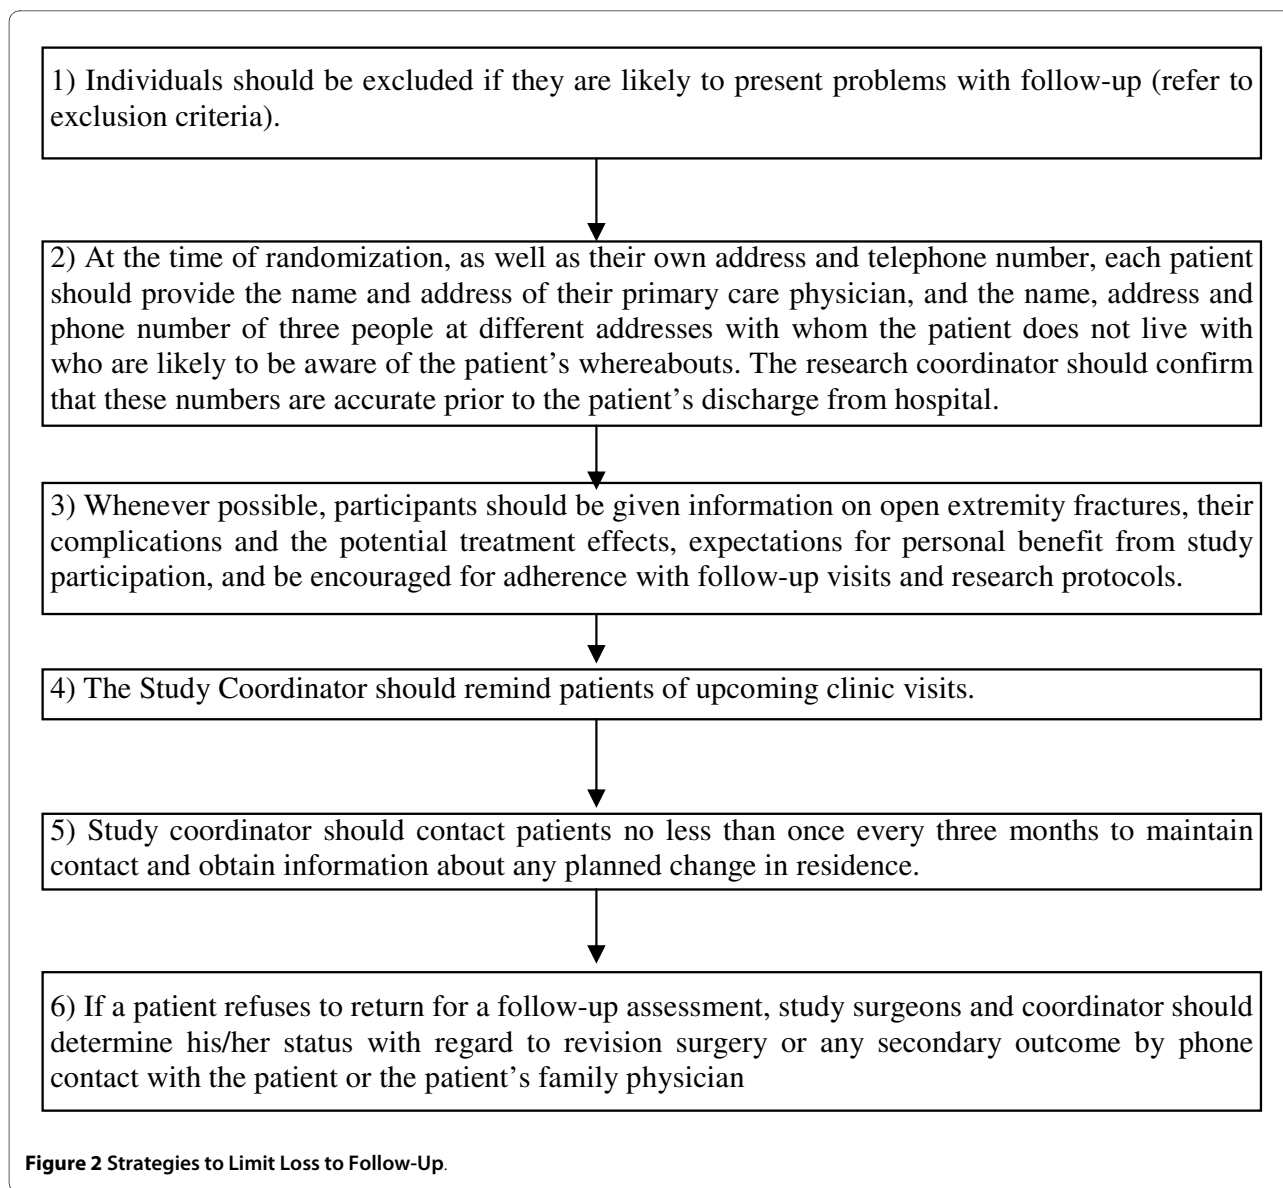 1) Individuals should be excluded if they are likely to present problems with follow-up (refer to
exclusion criteria).
2) At the time of randomization, as well as their own address and telephone number, each patient
should provide the name and address of their primary care physician, and the name, address and
phone number of three people at different addresses with whom the patient does not live with
who are likely to be aware of the patient’s whereabouts. The research coordinator should confirm
that these numbers are accurate prior to the patient’s discharge from hospital.
3) Whenever possible, participants should be given information on open extremity fractures, their
complications and the potential treatment effects, expectations for personal benefit from study
participation, and be encouraged for adherence with follow-up visits and research protocols.
4) The Study Coordinator should remind patients of upcoming clinic visits.
5) Study coordinator should contact patients no less than once every three months to maintain
contact and obtain information about any planned change in residence.
6) If a patient refuses to return for a follow-up assessment, study surgeons and coordinator should
determine his/her status with regard to revision surgery or any secondary outcome by phone
contact with the patient or the patient’s family physician
Figure 2 Strategies to Limit Loss to Follow-Up.